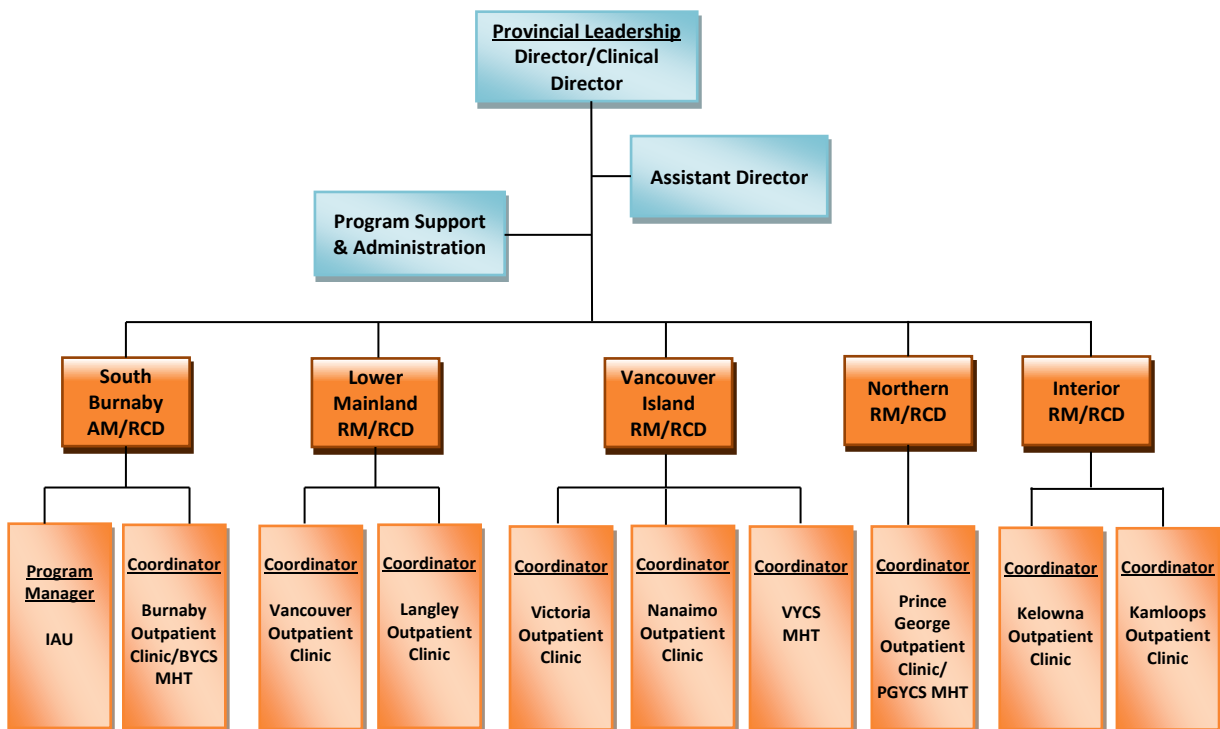 Provincial Leadership
Director/Clinical
Director
Assistant Director
Program Support
& Administration
South
Burnaby
AM/RCD
Lower
Mainland
RM/RCD
Vancouver
Island
RM/RCD
Northern
RM/RCD
Interior
RM/RCD
Program
Manager
IAU
Coordinator
Burnaby
Outpatient
Clinic/BYCS
MHT
Coordinator
Vancouver
Outpatient
Clinic
Coordinator
Langley
Outpatient
Clinic
Coordinator
Victoria
Outpatient
Clinic
Coordinator
Nanaimo
Outpatient
Clinic
Coordinator
VYCS
MHT
Coordinator
Prince
George
Outpatient
Clinic/
PGYCS MHT
Coordinator
Kelowna
Outpatient
Clinic
Coordinator
Kamloops
Outpatient
Clinic